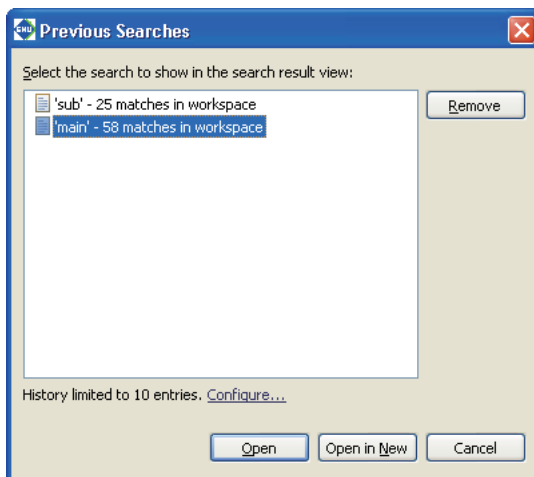 GNU Previous Searches
Select the search to show in the search result view:
'sub' - 25 matches in workspace
Remove
'main' - 58 matches in workspace
History limited to 10 entries. Configure...
Open
Open in New
Cancel